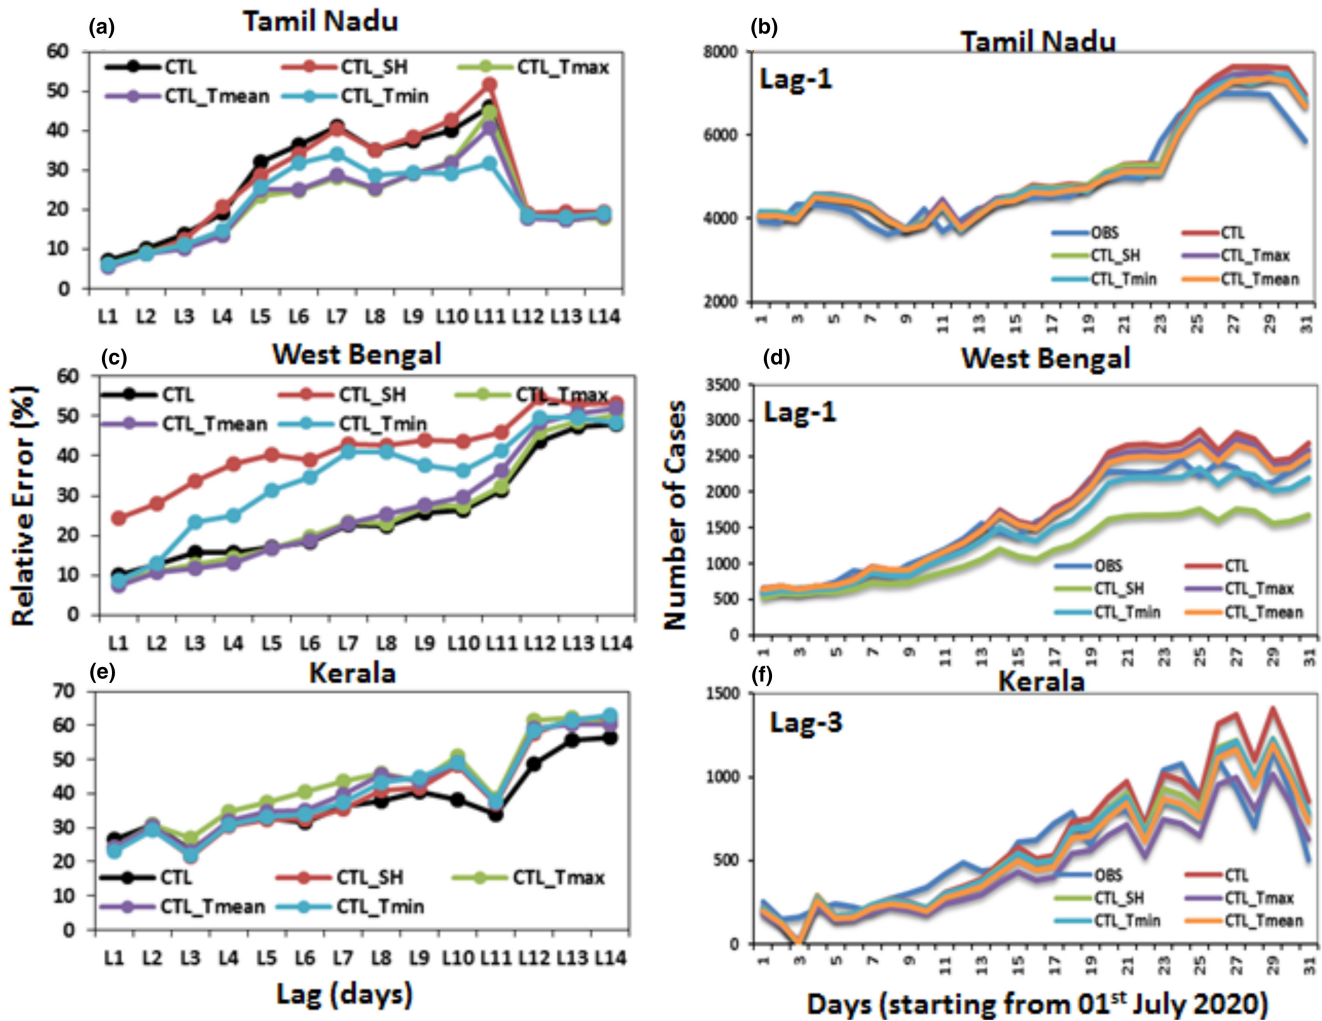 (a) Tamil Nadu
60
50
40
30
20
10
0
CTL CTL_SH CTL_Tmax
CTL_Tmean CTL_Tmin
L1 L2 L3 L4 L5 L6 L7 L8 L9 L10 L11 L12 L13 L14
(b) Tamil Nadu
Lag-1
8000
6000
4000
2000
OBS CTL
CTL_SH CTL_Tmax
CTL_Tmin CTL_Tmean
1 3 5 7 9 11 13 15 17 19 21 23 25 27 29 31
(c) West Bengal
60
50
40
30
20
10
0
CTL CTL_SH CTL_Tmax
CTL_Tmean CTL_Tmin
L1 L2 L3 L4 L5 L6 L7 L8 L9 L10 L11 L12 L13 L14
Relative Error (%)
(d) West Bengal
Lag-1
3500
3000
2500
2000
1500
1000
500
0
OBS CTL
CTL_SH CTL_Tmax
CTL_Tmin CTL_Tmean
1 3 5 7 9 11 13 15 17 19 21 23 25 27 29 31
Number of Cases
(e) Kerala
70
60
50
40
30
20
10
0
CTL CTL_SH CTL_Tmax
CTL_Tmean CTL_Tmin
L1 L2 L3 L4 L5 L6 L7 L8 L9 L10 L11 L12 L13 L14
Lag (days)
(f) Kerala
Lag-3
1500
1000
500
0
OBS CTL
CTL_SH CTL_Tmax
CTL_Tmin CTL_Tmean
1 3 5 7 9 11 13 15 17 19 21 23 25 27 29 31
Days (starting from 01st July 2020)